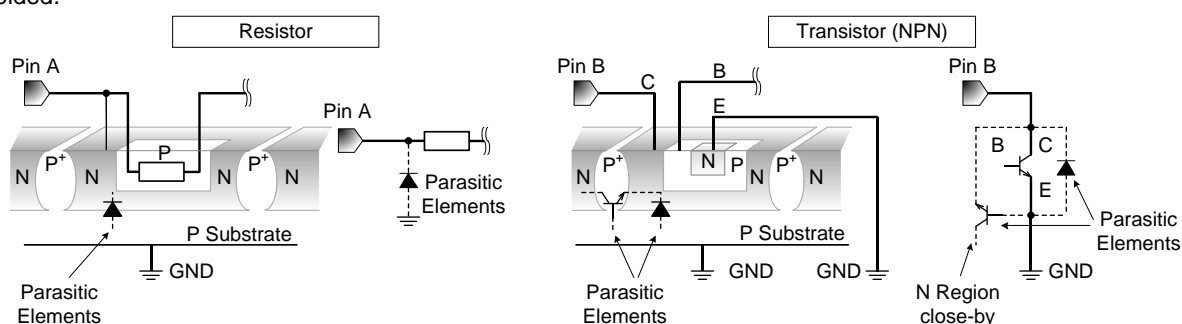 Resistor
Pin A
N
P+
N
P
N
P+
N
Parasitic
Elements
P Substrate
GND
Pin A
Parasitic
Elements
Transistor (NPN)
Pin B
C
B
E
N
P+
N
N
P
N
P+
N
P Substrate
GND
GND
Parasitic
Elements
Pin B
B
C
E
Parasitic
Elements
GND
N Region
close-by